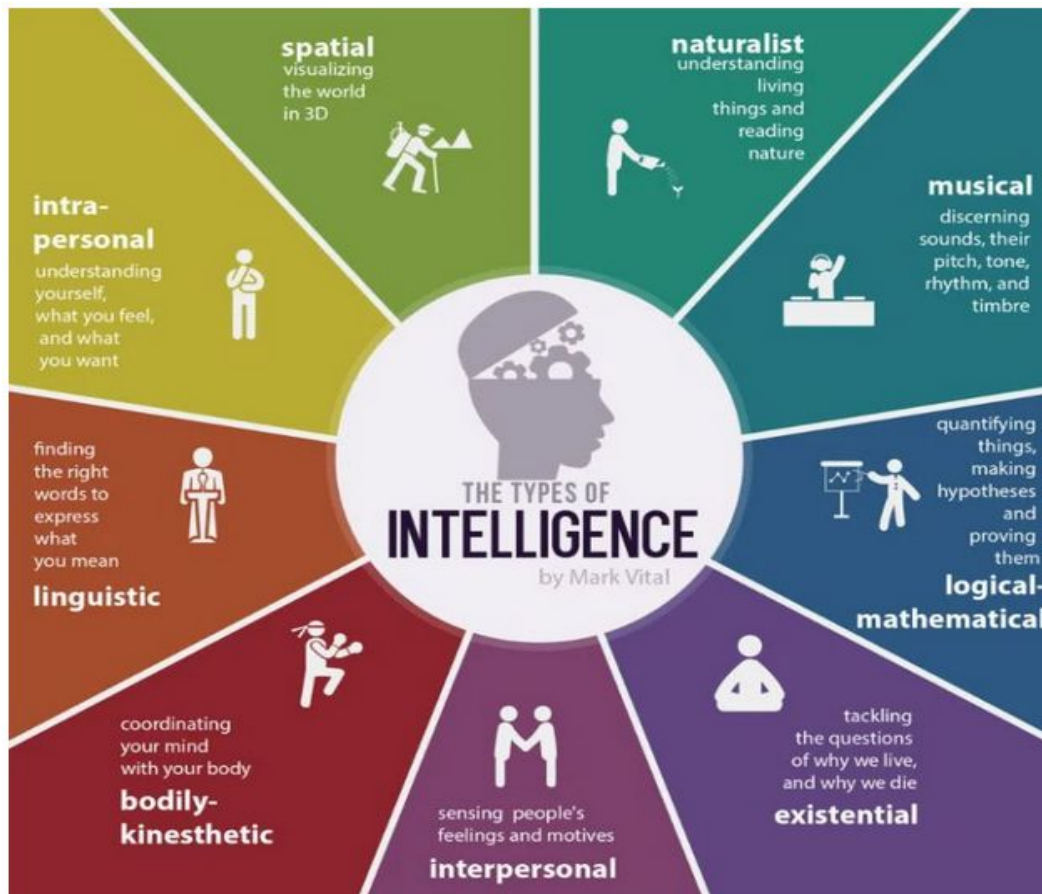 spatial
visualizing
the world
in 3D
naturalist
understanding
living
things and
reading
nature
musical
discerning
sounds, their
pitch, tone,
rhythm, and
timbre
quantifying
things,
making
hypotheses
and
proving
them
logical-
mathematical
tackling
the questions
of why we live,
and why we die
existential
sensing people's
feelings and motives
interpersonal
coordinating
your mind
with your body
bodily-
kinesthetic
finding
the right
words to
express
what
you mean
linguistic
intra-
personal
understanding
yourself,
what you feel,
and what
you want
THE TYPES OF
INTELLIGENCE
by Mark Vital